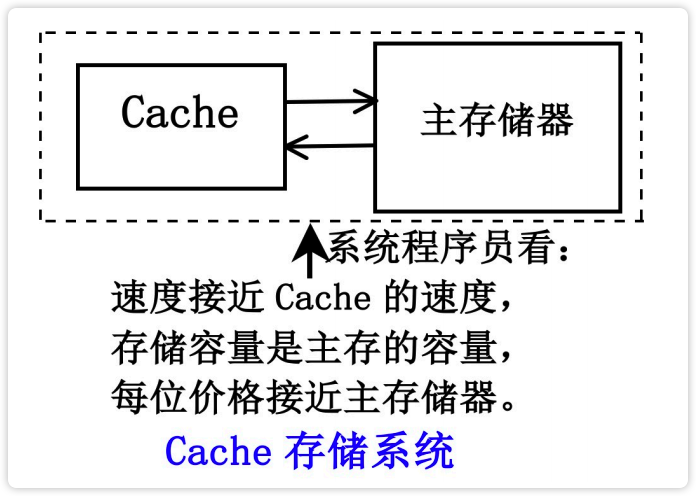 Cache
主存储器
系统程序员看：
速度接近 Cache 的速度，
存储容量是主存的容量，
每位价格接近主存储器。
Cache 存储系统